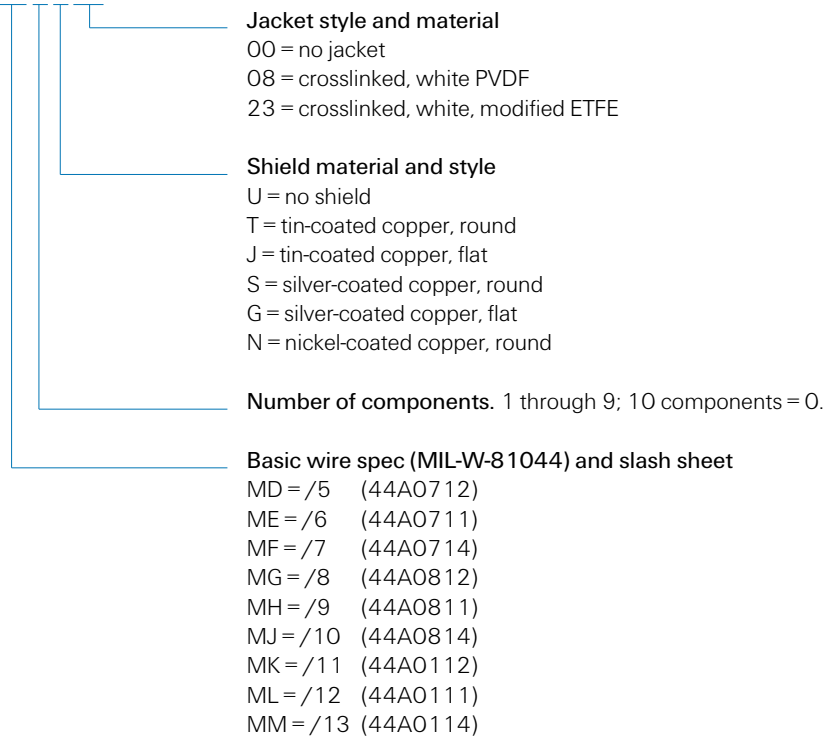 Jacket style and material
00 = no jacket
08 = crosslinked, white PVDF
23 = crosslinked, white, modified ETFE
Shield material and style
U = no shield
T = tin-coated copper, round
J = tin-coated copper, flat
S = silver-coated copper, round
G = silver-coated copper, flat
N = nickel-coated copper, round
Number of components. 1 through 9; 10 components = 0.
Basic wire spec (MIL-W-81044) and slash sheet
MD = /5 (44A0712)
ME = /6 (44A0711)
MF = /7 (44A0714)
MG = /8 (44A0812)
MH = /9 (44A0811)
MJ = /10 (44A0814)
MK = /11 (44A0112)
ML = /12 (44A0111)
MM = /13 (44A0114)